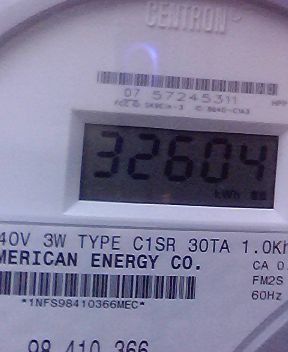 CENTRON
07 57245311
32604
kWh
40V 3W TYPE C1SR 30TA 1.0Kh
MERICAN ENERGY CO.
CA 0.
FM2S
60Hz
*1NFS98410366MEC*
98 410 366